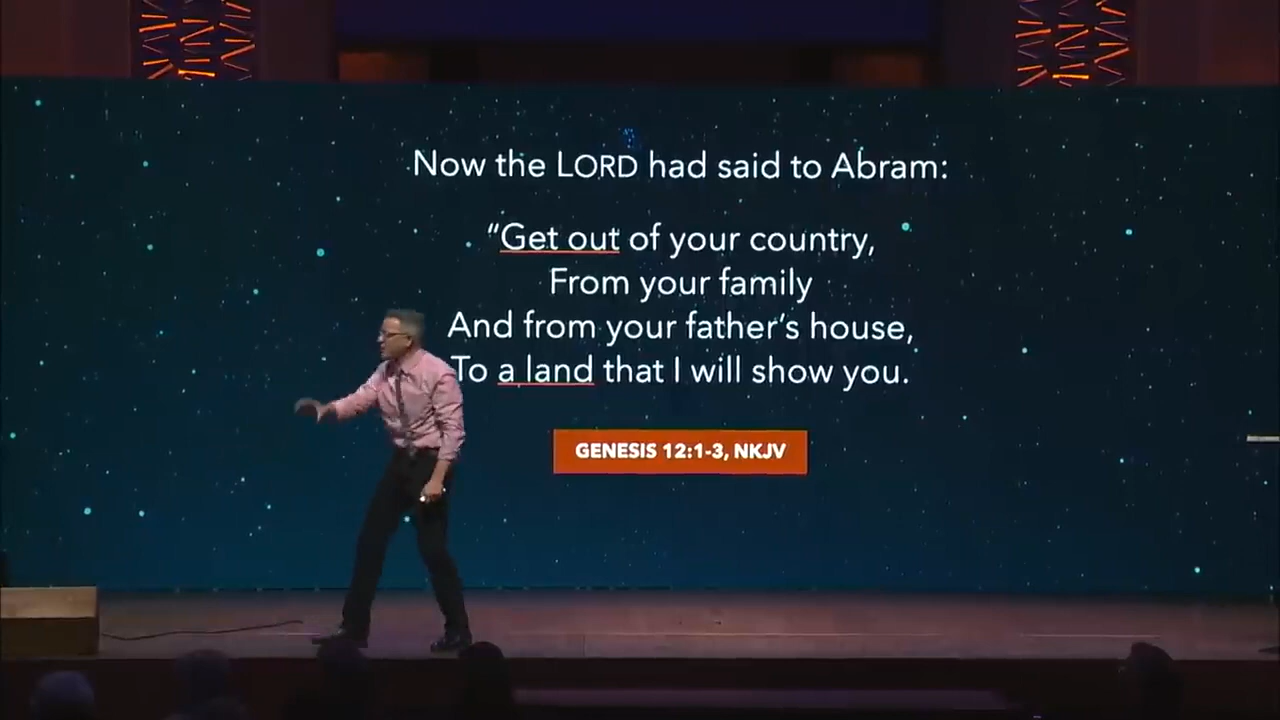 Now the LORD had said to Abram:
“Get out of your country,
From your family
And from your father’s house,
To a land that I will show you.
GENESIS 12:1-3, NKJV